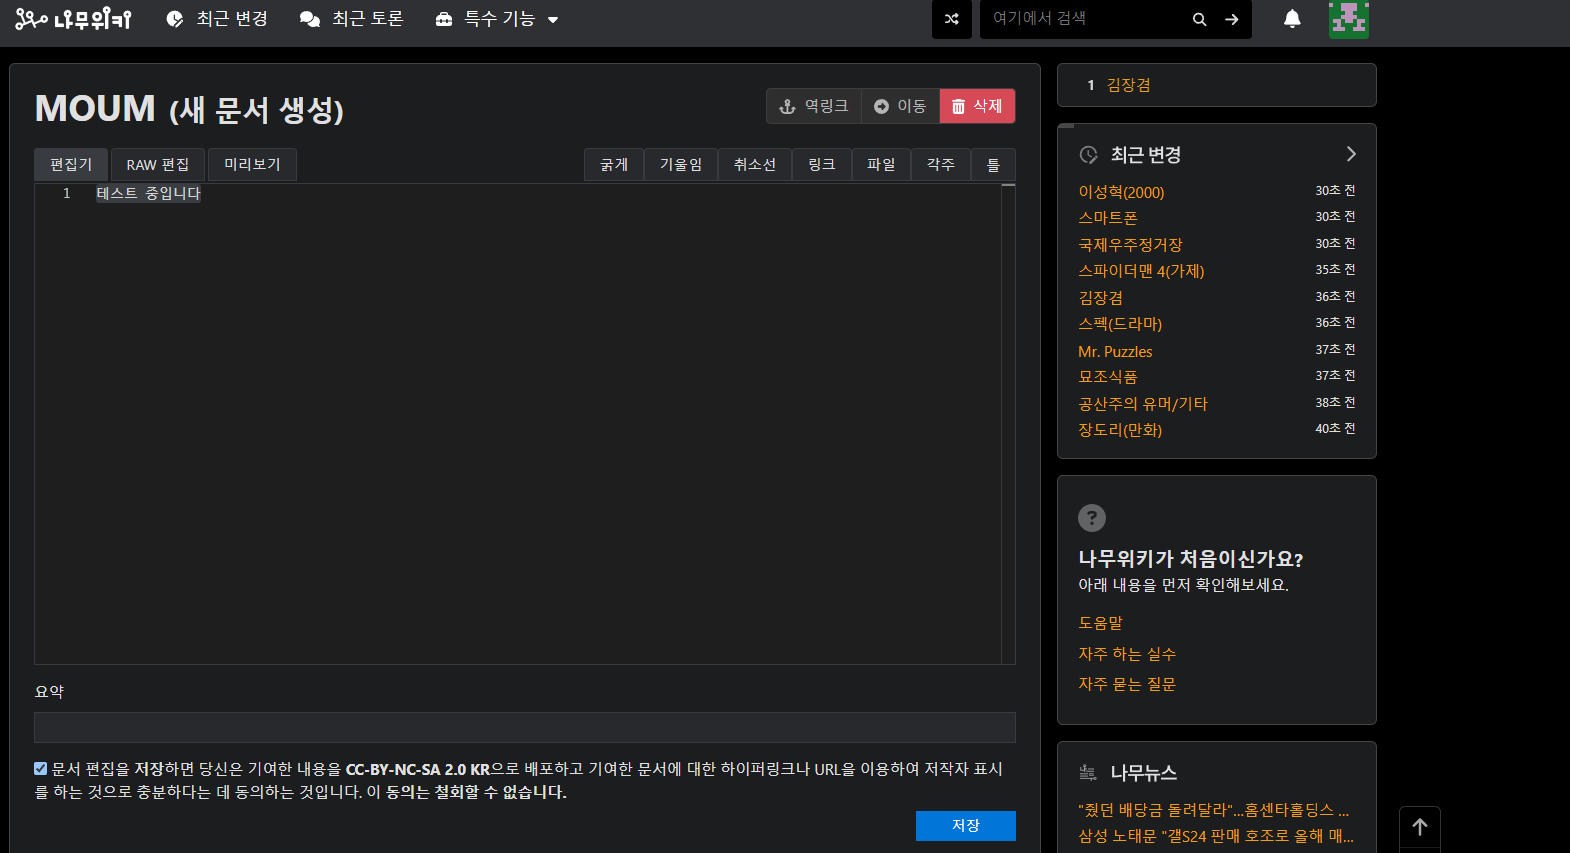 나무위키 최근 변경 최근 토론 특수 기능 여기에서 검색
MOUM (새 문서 생성)
역링크 이동 삭제
편집기 RAW 편집 미리보기 굵게 기울임 취소선 링크 파일 각주 틀
1 테스트 중입니다
요약
문서 편집을 저장하면 당신은 기여한 내용을 CC-BY-NC-SA 2.0 KR으로 배포하고 기여한 문서에 대한 하이퍼링크나 URL을 이용하여 저작자 표시
를 하는 것으로 충분하다는 데 동의하는 것입니다. 이 동의는 철회할 수 없습니다.
저장
1 김장겸
최근 변경
이성혁(2000) 30초 전
스마트폰 30초 전
국제우주정거장 30초 전
스파이더맨 4(가제) 35초 전
김장겸 36초 전
스펙(드라마) 36초 전
Mr. Puzzles 37초 전
묘조식품 37초 전
공산주의 유머/기타 38초 전
장도리(만화) 40초 전
?
나무위키가 처음이신가요?
아래 내용을 먼저 확인해보세요.
도움말
자주 하는 실수
자주 묻는 질문
나무뉴스
"줬던 배당금 돌려달라"...홈센타홀딩스 ...
삼성 노태문 "갤S24 판매 호조로 올해 매...